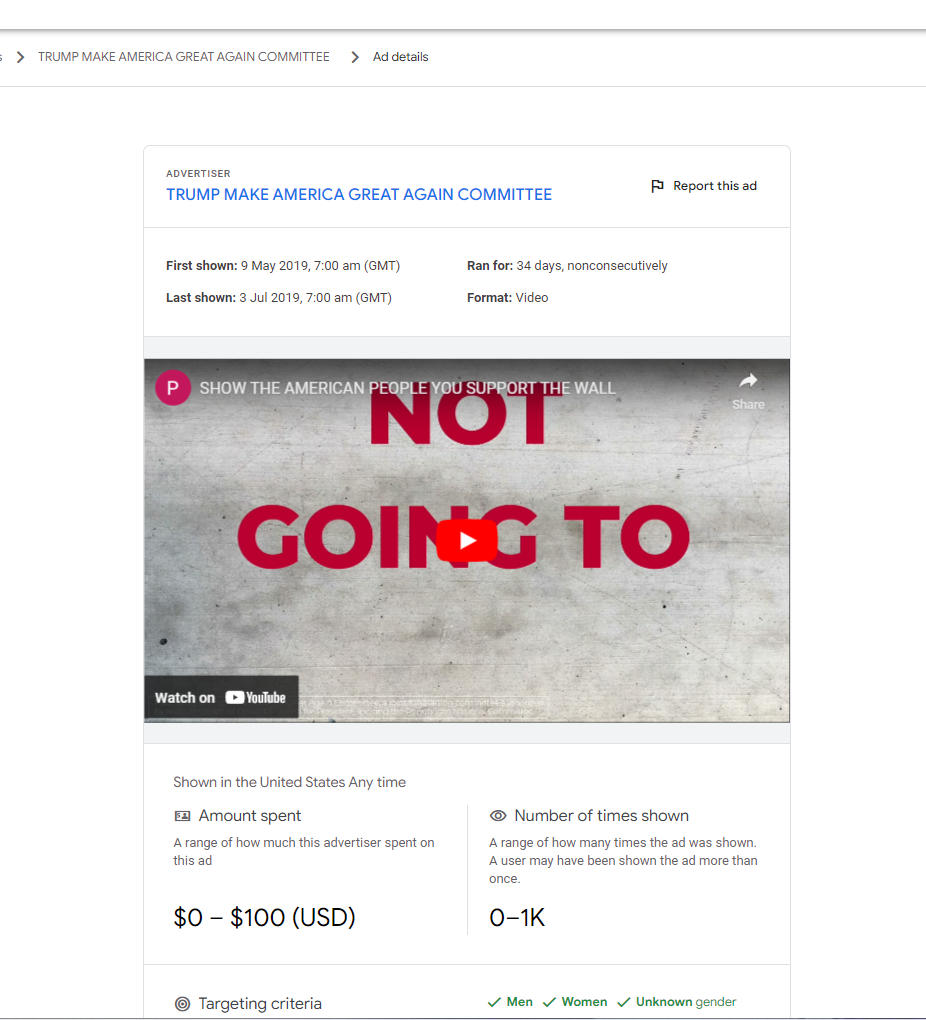 TRUMP MAKE AMERICA GREAT AGAIN COMMITTEE
Ad details
ADVERTISER
TRUMP MAKE AMERICA GREAT AGAIN COMMITTEE
Report this ad
First shown: 9 May 2019, 7:00 am (GMT)
Ran for: 34 days, nonconsecutively
Last shown: 3 Jul 2019, 7:00 am (GMT)
Format: Video
P
SHOW THE AMERICAN PEOPLE YOU SUPPORT THE WALL
Share
NOT
GOING TO
Watch on YouTube
Shown in the United States Any time
Amount spent
A range of how much this advertiser spent on
this ad
$0 – $100 (USD)
Number of times shown
A range of how many times the ad was shown.
A user may have been shown the ad more than
once.
0–1K
Targeting criteria
Men Women Unknown gender